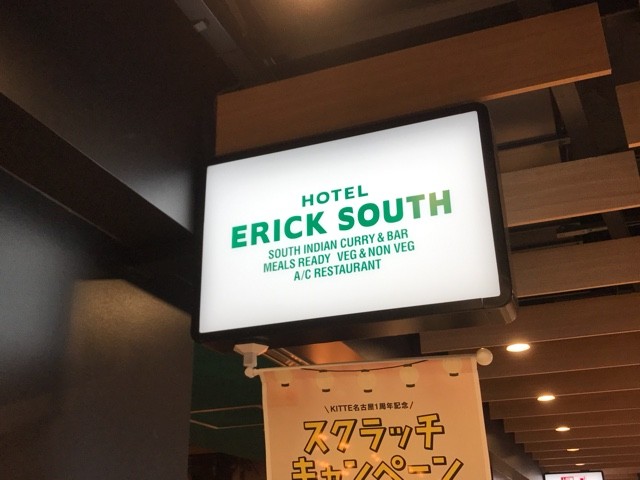 HOTEL
ERICK SOUTH
SOUTH INDIAN CURRY & BAR
MEALS READY VEG & NON VEG
A/C RESTAURANT
\ KITTE名古屋1周年記念 /
スクラッチ
キャンペーン